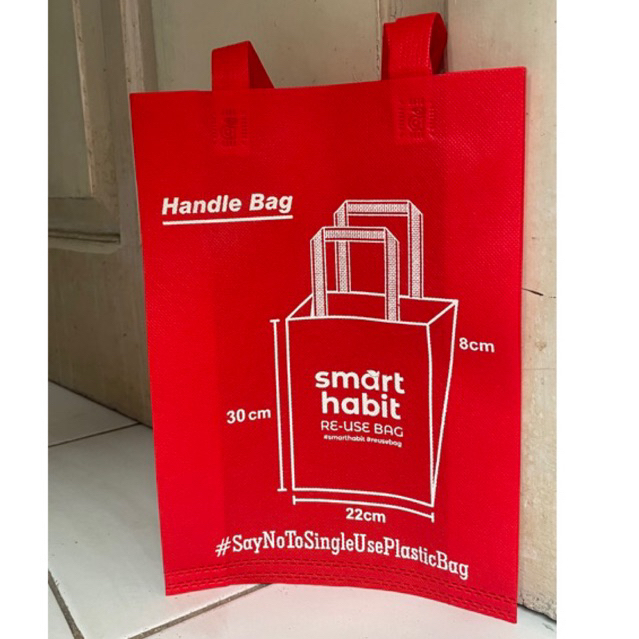 Handle Bag
8cm
smart
habit
30 cm
RE-USE BAG
#smarthabit #reusebag
22cm
#SayNoToSingleUsePlasticBag